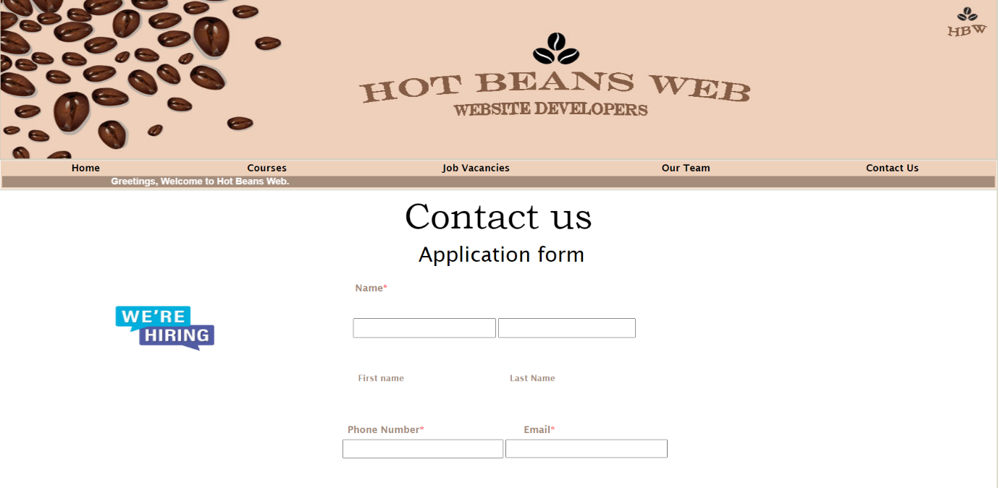 HBW
HOT BEANS WEB
WEBSITE DEVELOPERS
Home Courses Job Vacancies Our Team Contact Us
Greetings, Welcome to Hot Beans Web.
Contact us
Application form
Name*
WE'RE
HIRING
First name Last Name
Phone Number* Email*